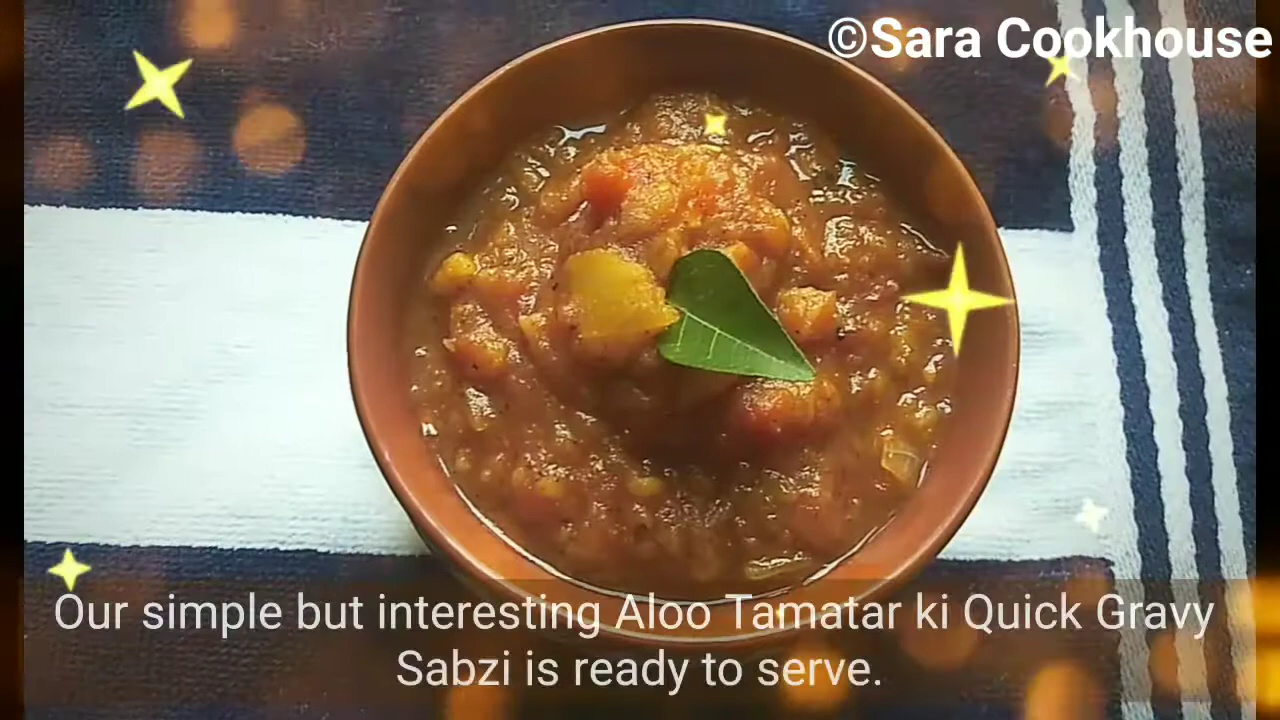 ©Sara Cookhouse
Our simple but interesting Aloo Tamatar ki Quick Gravy
Sabzi is ready to serve.